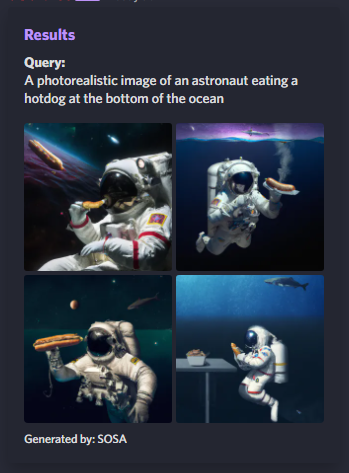 Results
Query:
A photorealistic image of an astronaut eating a
hotdog at the bottom of the ocean
Generated by: SOSA